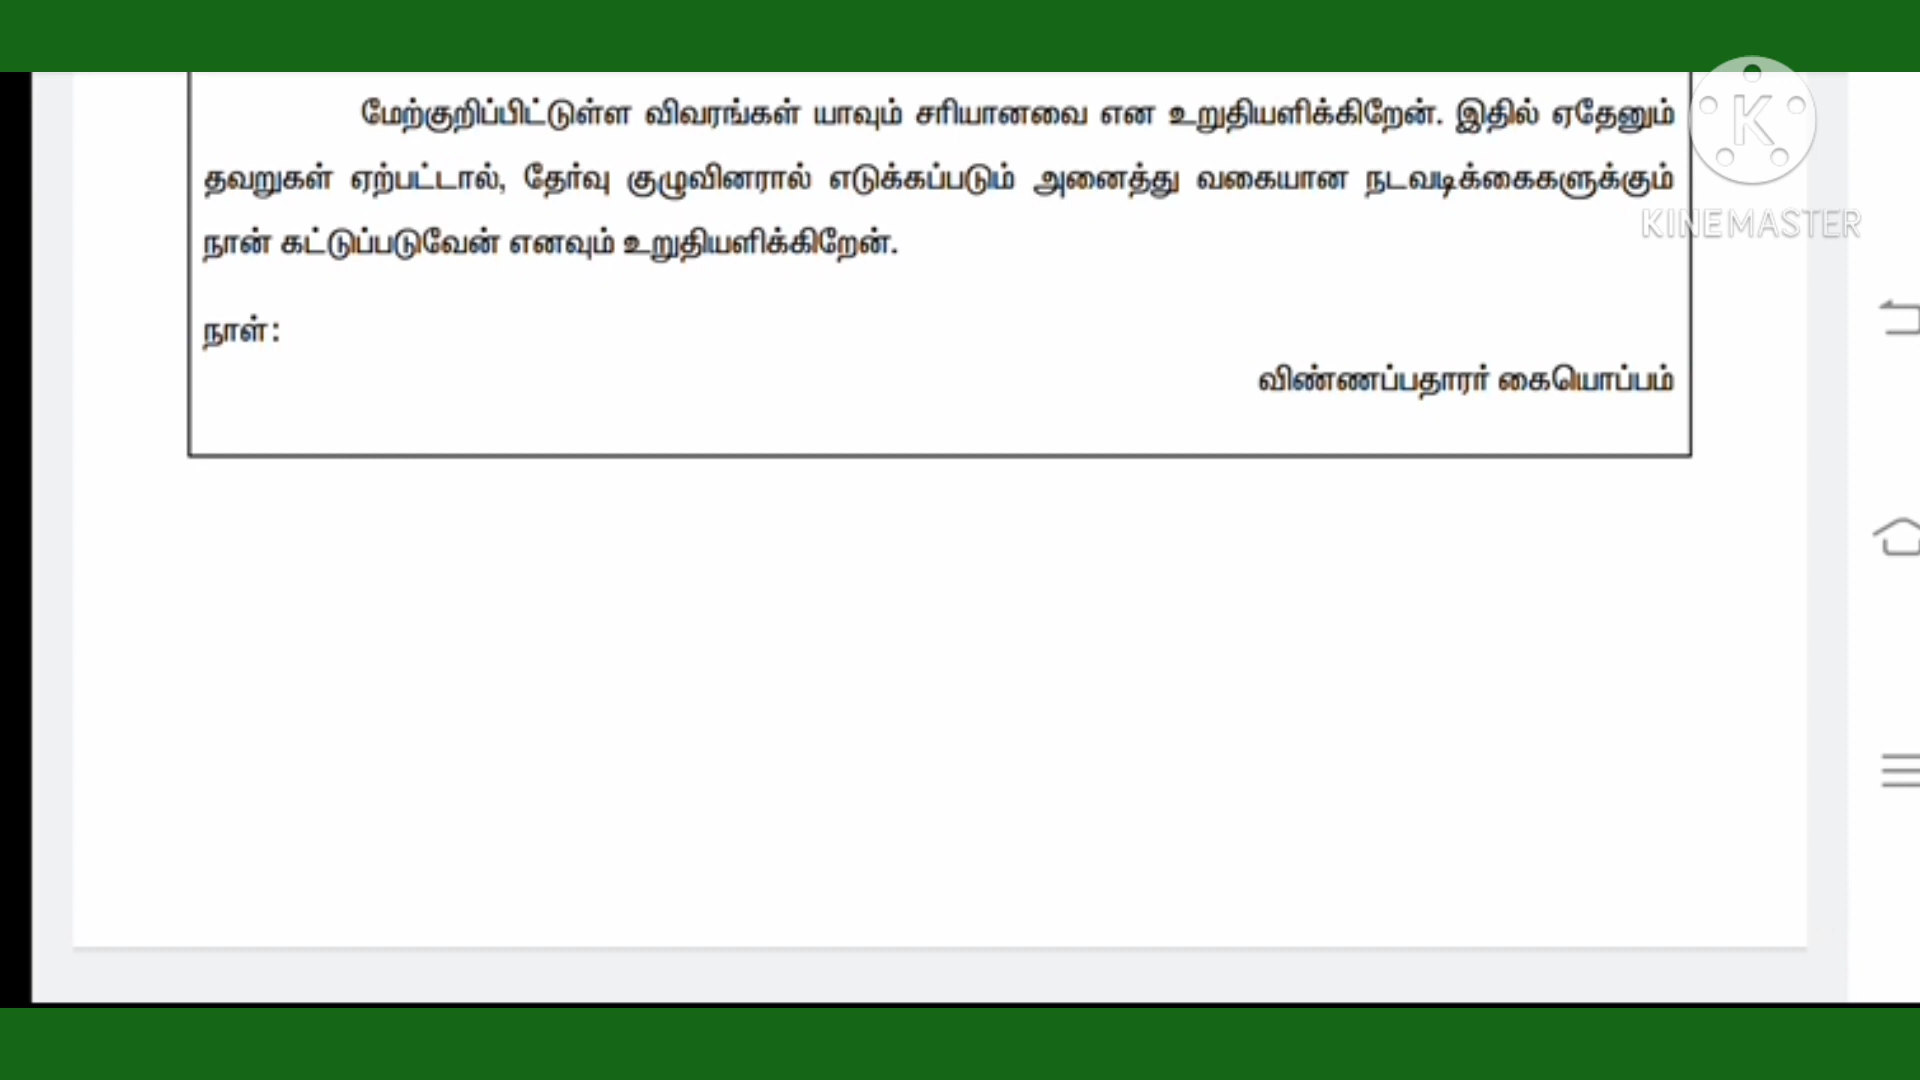 மேற்குறிப்பிட்டுள்ள விவரங்கள் யாவும் சரியானவை என உறுதியளிக்கிறேன். இதில் ஏதேனும்
தவறுகள் ஏற்பட்டால், தேர்வு குழுவினரால் எடுக்கப்படும் அனைத்து வகையான நடவடிக்கைகளுக்கும்
நான் கட்டுப்படுவேன் எனவும் உறுதியளிக்கிறேன்.
நாள்:
விண்ணப்பதாரர் கையொப்பம்
K
KINEMASTER